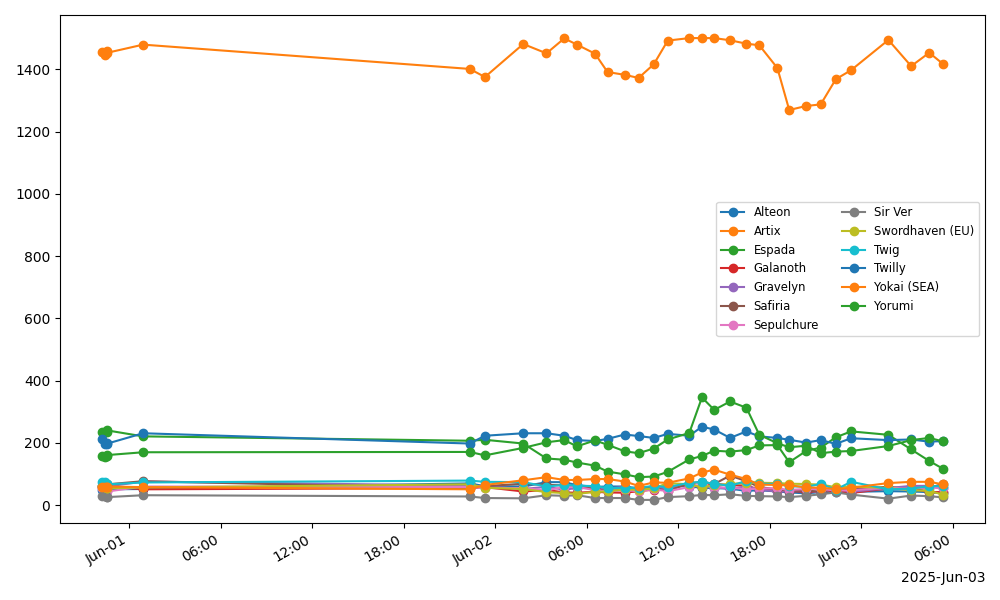 1400
1200
1000
800
600
400
200
0
Alteon
Artix
Espada
Galanoth
Gravelyn
Safiria
Sepulchure
Sir Ver
Swordhaven (EU)
Twig
Twilly
Yokai (SEA)
Yorumi
Jun-01
06:00
12:00
18:00
Jun-02
06:00
12:00
18:00
Jun-03
06:00
2025-Jun-03